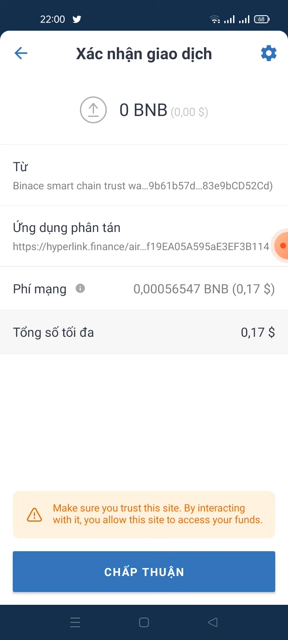 22:00
68
Xác nhận giao dịch
0 BNB (0,00 $)
Từ
Binace smart chain trust wa...9b61b57d...83e9bCD52Cd)
Ứng dụng phân tán
https://hyperlink.finance/air...f19EA05A595aE3EF3B114
Phí mạng 0,00056547 BNB (0,17 $)
Tổng số tối đa 0,17 $
Make sure you trust this site. By interacting
with it, you allow this site to access your funds.
CHẤP THUẬN